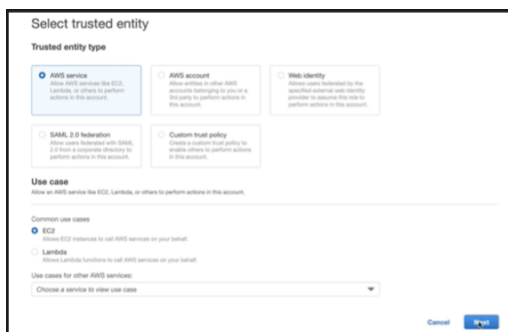 Select trusted entity
Trusted entity type
AWS service
Allow AWS services like EC2,
Lambda, or others to perform
actions in this account.
AWS account
Allow entities in other AWS
accounts belonging to you or a
3rd party to perform actions in
this account.
Web identity
Allows users federated by the
specified external web identity
provider to assume this role to
perform actions in this account.
SAML 2.0 federation
Allow users federated with SAML
2.0 from a corporate directory to
perform actions in this account.
Custom trust policy
Create a custom trust policy to
enable others to perform actions
in this account.
Use case
Allow an AWS service like EC2, Lambda, or others to perform actions in this account.
Common use cases
EC2
Allows EC2 instances to call AWS services on your behalf.
Lambda
Allows Lambda functions to call AWS services on your behalf.
Use cases for other AWS services:
Choose a service to view use case
Cancel
Next